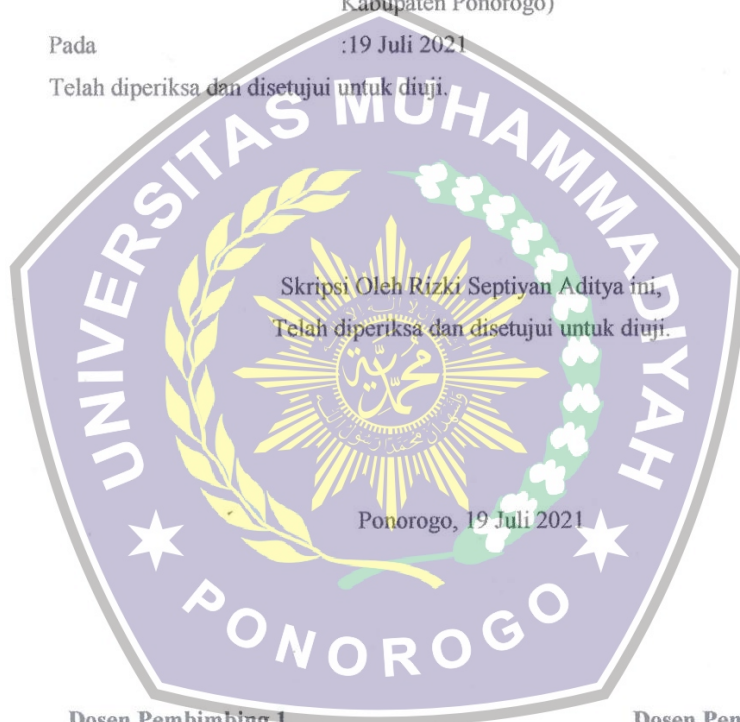 Kabupaten Ponorogo)
Pada :19 Juli 2021
Telah diperiksa dan disetujui untuk diuji.
UNIVERSITAS MUHAMMADIYAH
Skripsi Oleh Rizki Septiyan Aditya ini,
Telah diperiksa dan disetujui untuk diuji.
محمدية
Ponorogo, 19 Juli 2021
PONOROGO
Dosen Pembimbing 1